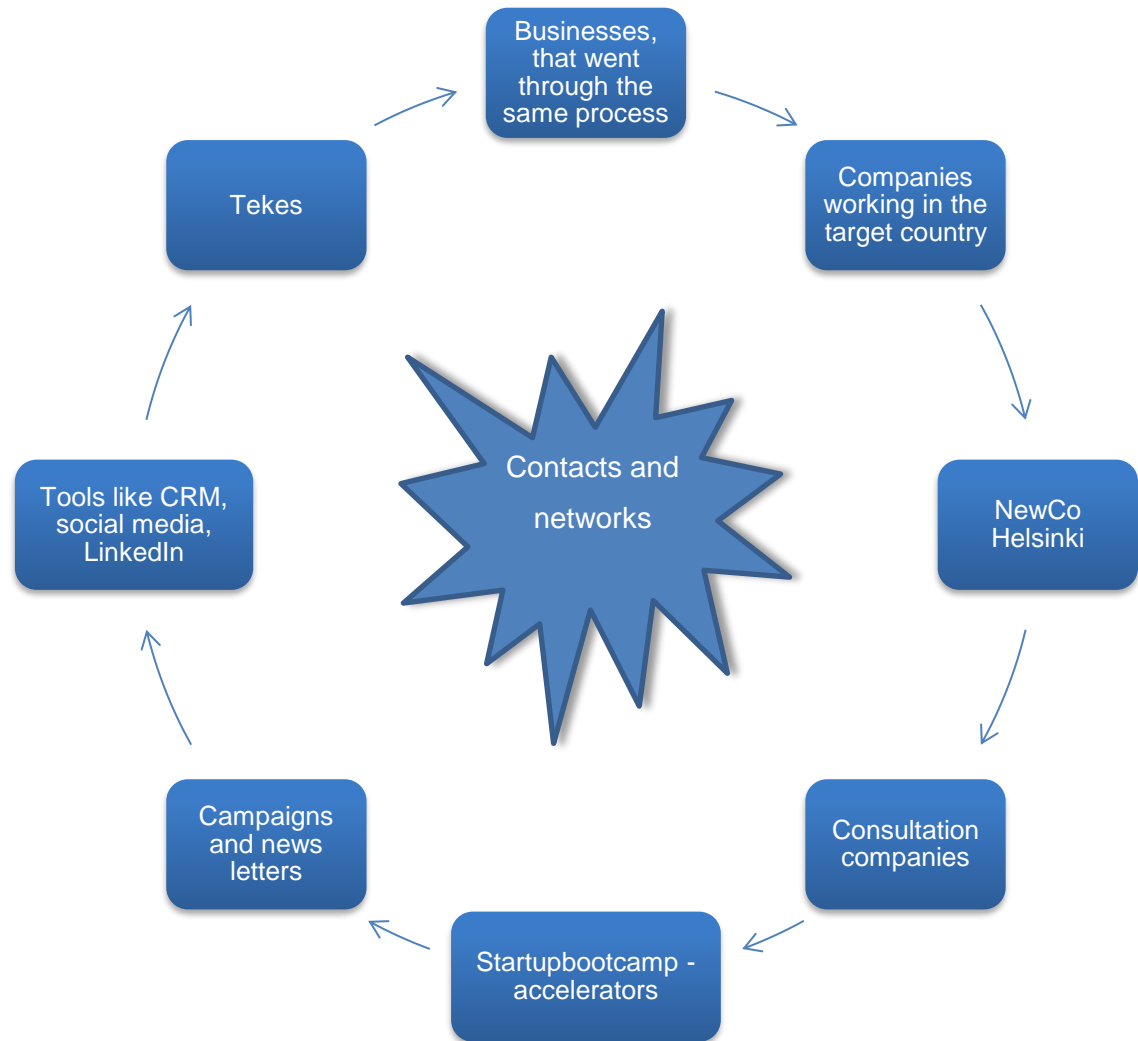 Businesses,
that went
through the
same process
Companies
working in the
target country
NewCo
Helsinki
Consultation
companies
Startupbootcamp -
accelerators
Campaigns
and news
letters
Tools like CRM,
social media,
LinkedIn
Tekes
Contacts and
networks